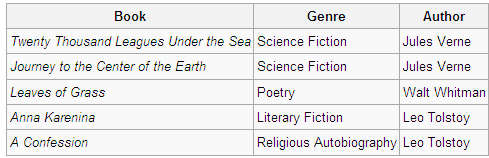 Book Genre Author
Twenty Thousand Leagues Under the Sea Science Fiction Jules Verne
Journey to the Center of the Earth Science Fiction Jules Verne
Leaves of Grass Poetry Walt Whitman
Anna Karenina Literary Fiction Leo Tolstoy
A Confession Religious Autobiography Leo Tolstoy